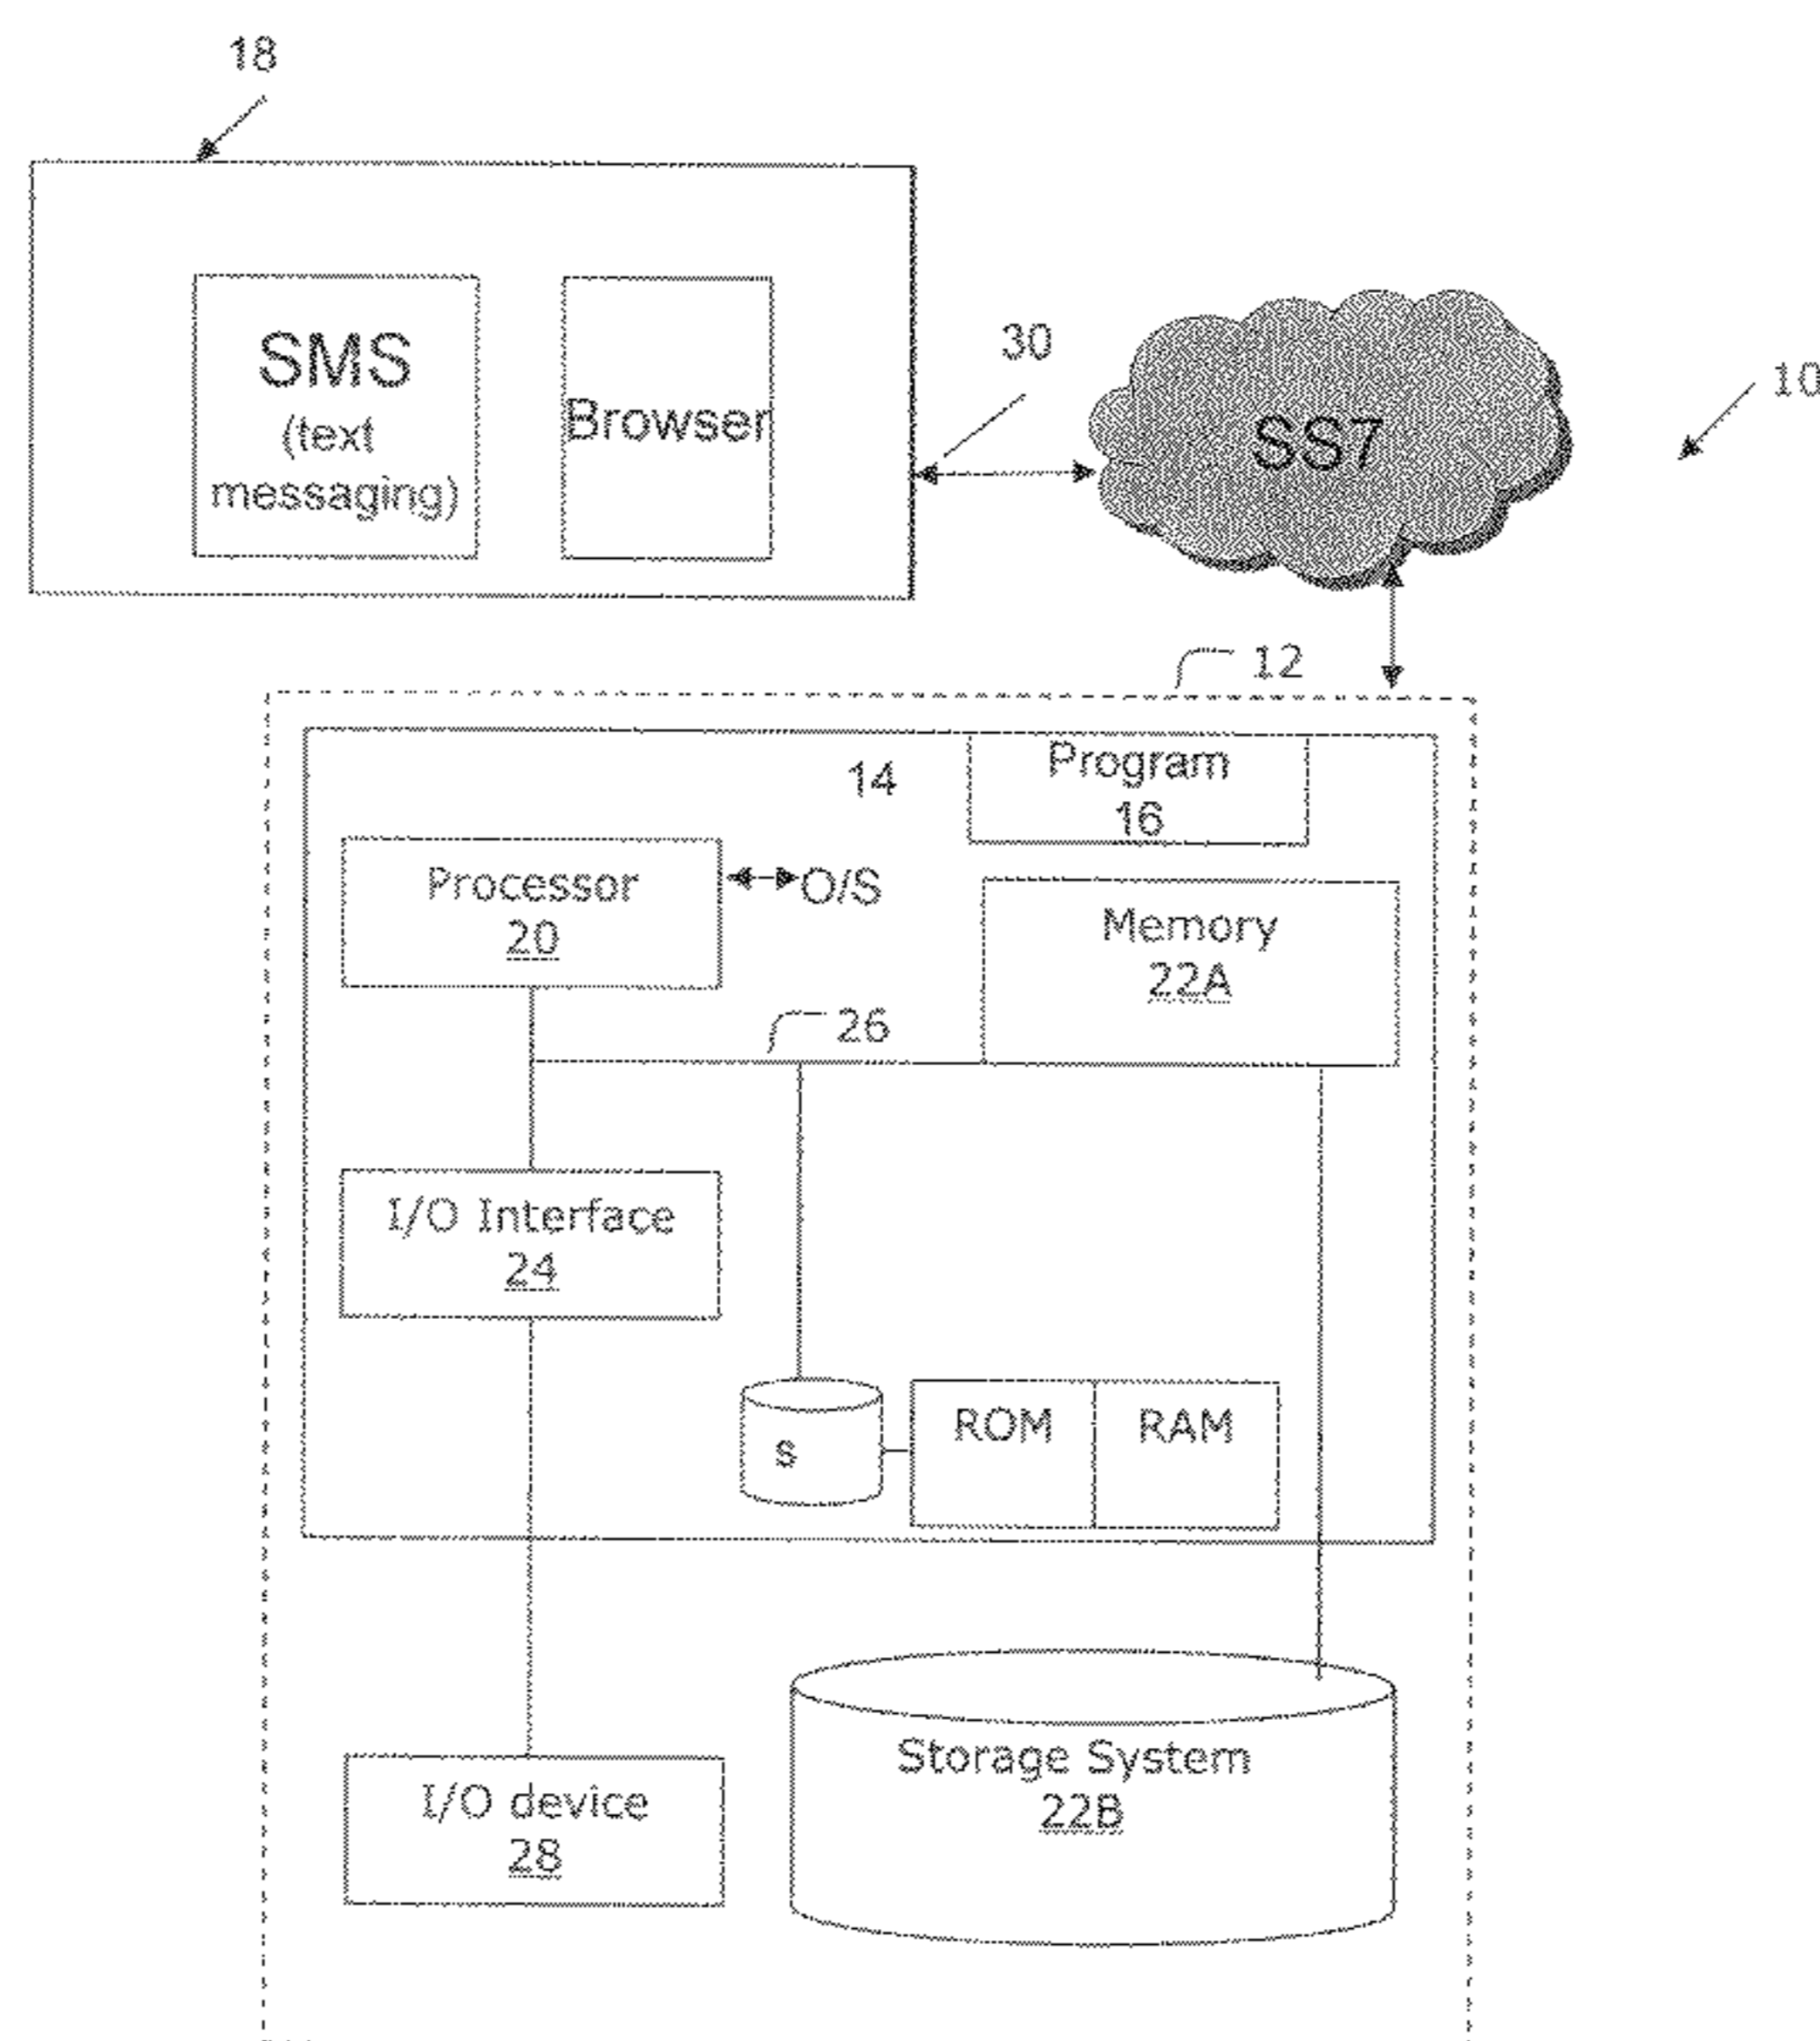 18
SMS
(text
messaging)
Browser
30
SS7
10
12
14
Program
16
Processor
20
O/S
Memory
22A
26
I/O Interface
24
S
ROM
RAM
I/O device
28
Storage System
22B